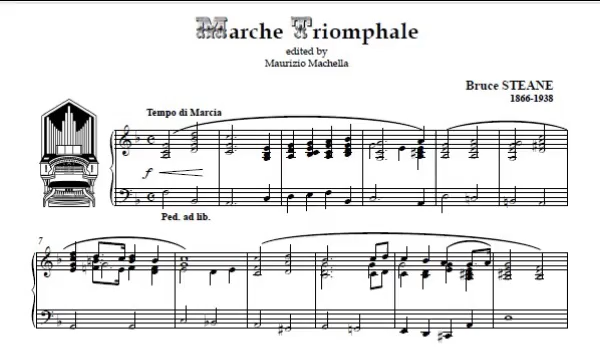 Marche Triomphale
edited by
Maurizio Machella
Bruce STEANE
1866-1938
Tempo di Marcia
f
Ped. ad lib.
7